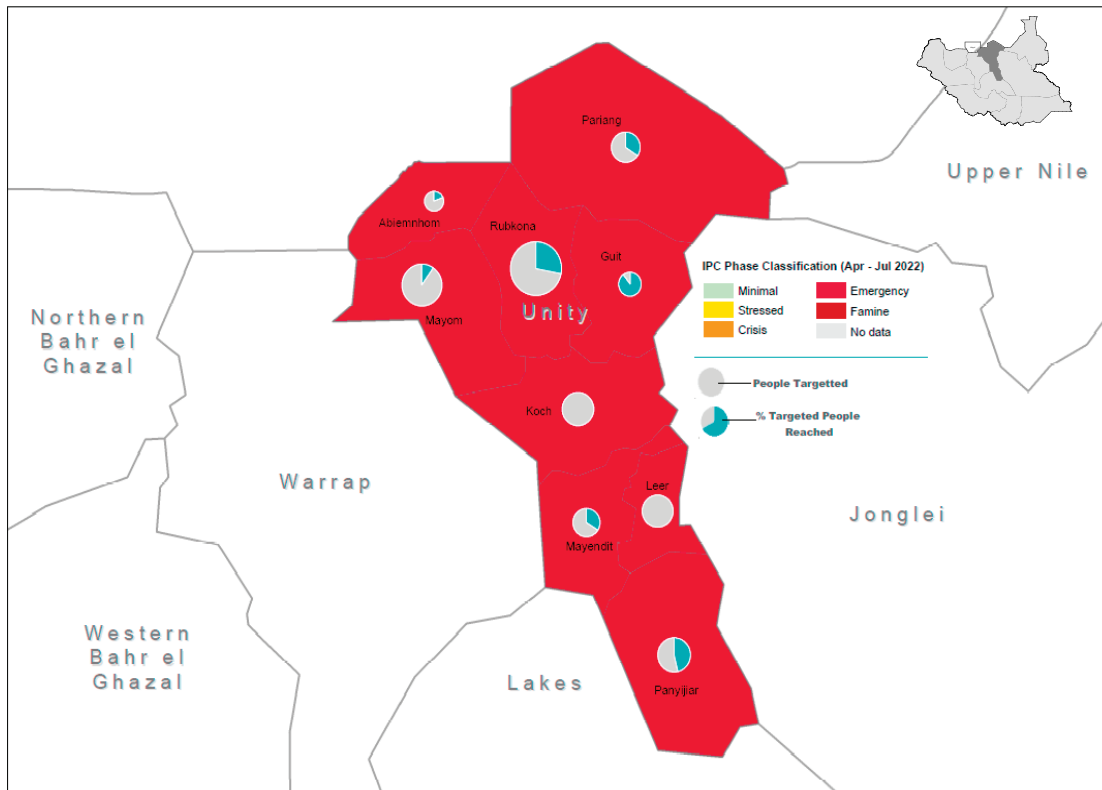 Pariang
Upper Nile
Abiemnhom
Rubkona
Guit
IPC Phase Classification (Apr - Jul 2022)
Minimal
Emergency
Stressed
Famine
Crisis
No data
Mayom
Unity
Northern
Bahr el
Ghazal
People Targetted
% Targeted People
Reached
Koch
Warrap
Leer
Jonglei
Mayendit
Western
Bahr el
Ghazal
Lakes
Panyijiar